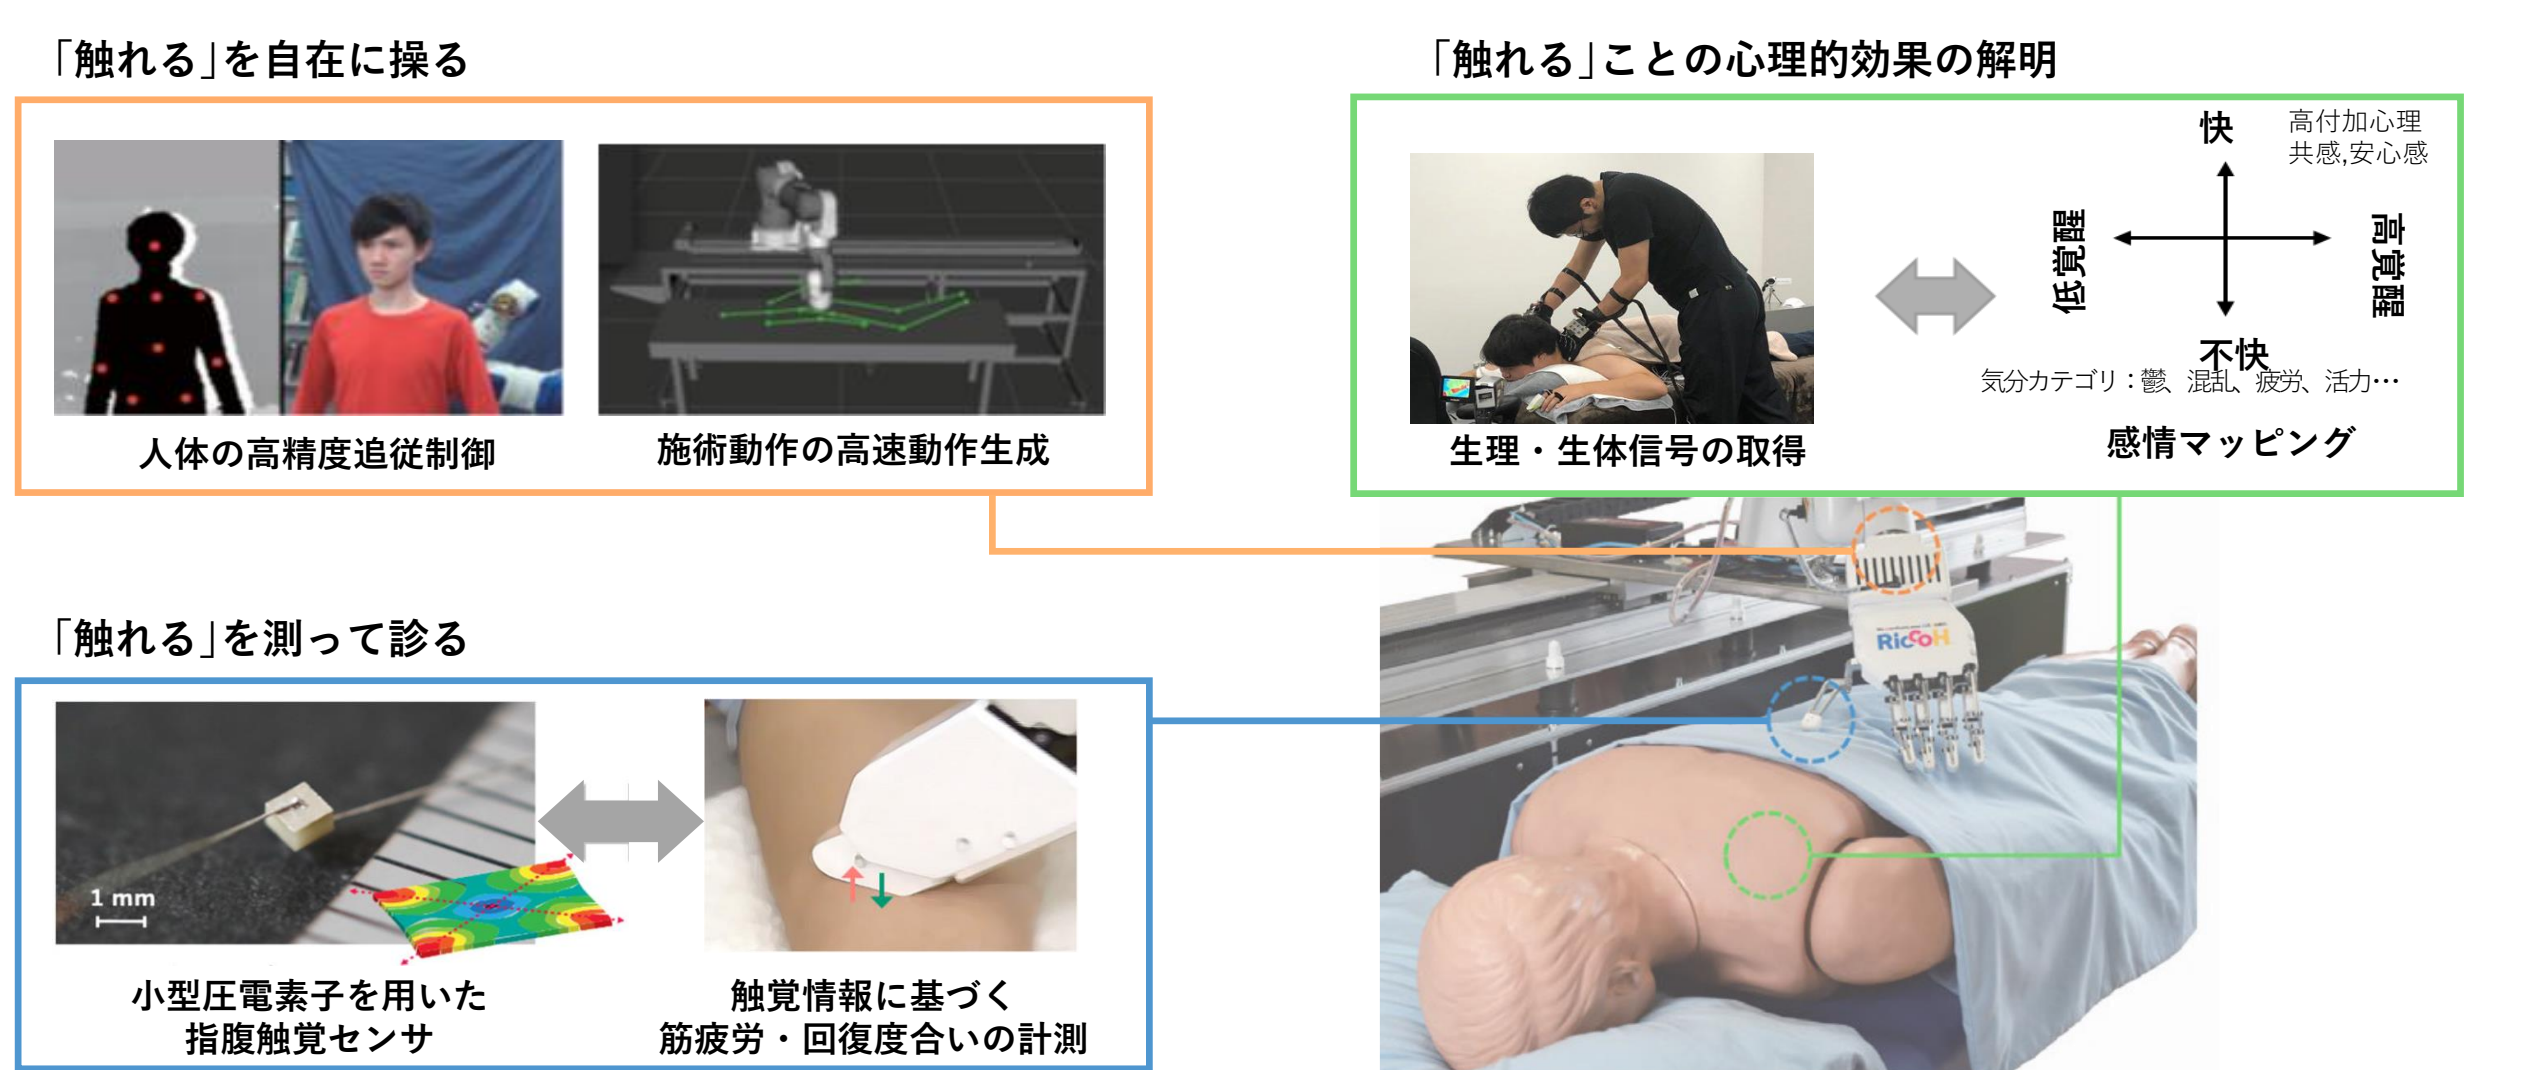 「触れる」を自在に操る
人体の高精度追従制御
施術動作の高速動作生成
「触れる」ことの心理的効果の解明
生理・生体信号の取得
快
高付加心理
共感,安心感
低覚醒
高覚醒
不快
気分カテゴリ：鬱、混乱、疲労、活力…
感情マッピング
「触れる」を測って診る
1 mm
小型圧電素子を用いた
指腹触覚センサ
触覚情報に基づく
筋疲労・回復度合いの計測
RicCoH